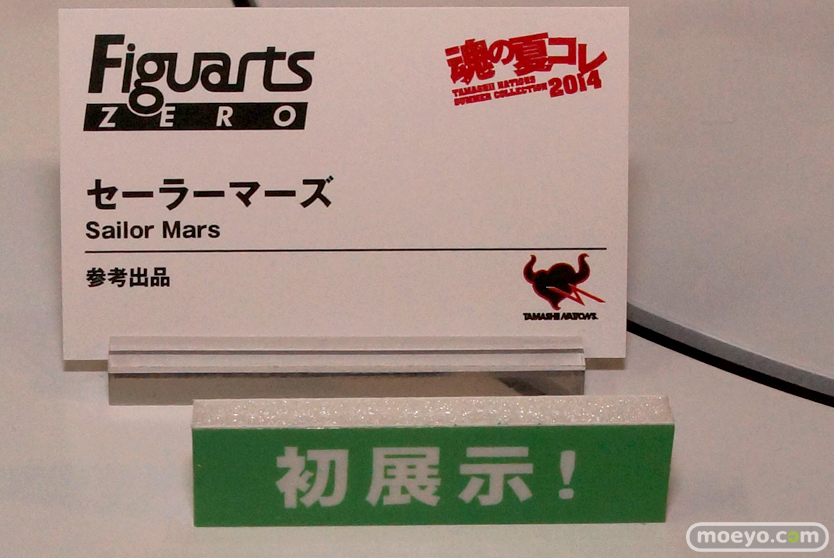 Figuarts
ZERO
魂の夏コレ
TAMASHII NATIONS
SUMMER COLLECTION 2014
セーラーマーズ
Sailor Mars
参考出品
TAMASHII NATIONS
初展示!
moeyo.com